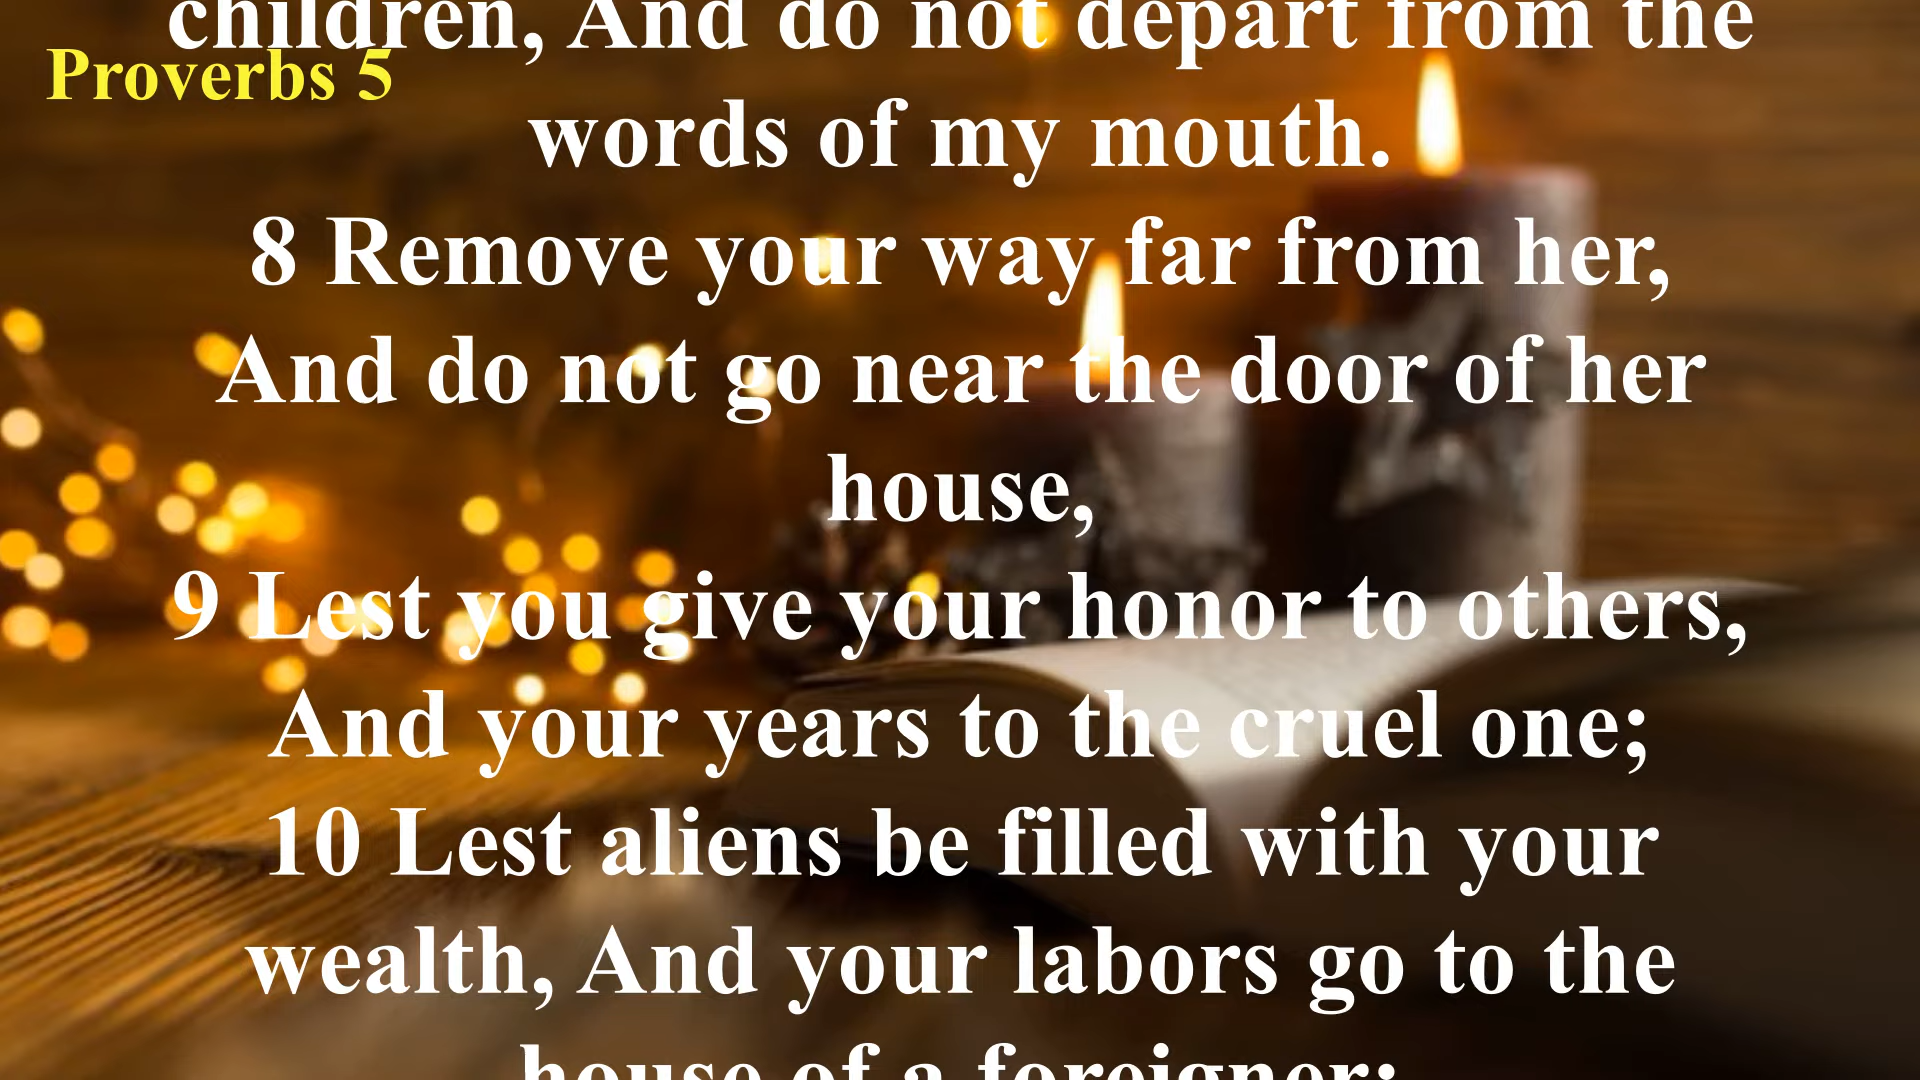 children, And do not depart from the
Proverbs 5
words of my mouth.
8 Remove your way far from her,
And do not go near the door of her
house,
9 Lest you give your honor to others,
And your years to the cruel one;
10 Lest aliens be filled with your
wealth, And your labors go to the
house of a foreigner;